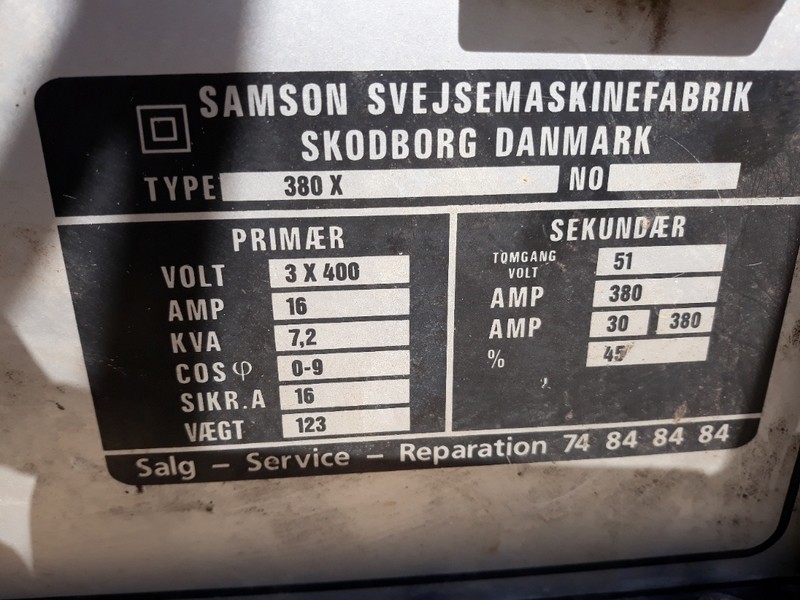 SAMSON SVEJSEMASKINEFABRIK
SKODBORG DANMARK
TYPE 380 X NO
PRIMÆR
VOLT 3 X 400
AMP 16
KVA 7,2
COS φ 0-9
SIKR.A 16
VÆGT 123
SEKUNDÆR
TOMGANG VOLT 51
AMP 380
AMP 30 380
% 45
Salg - Service - Reparation 74 84 84 84